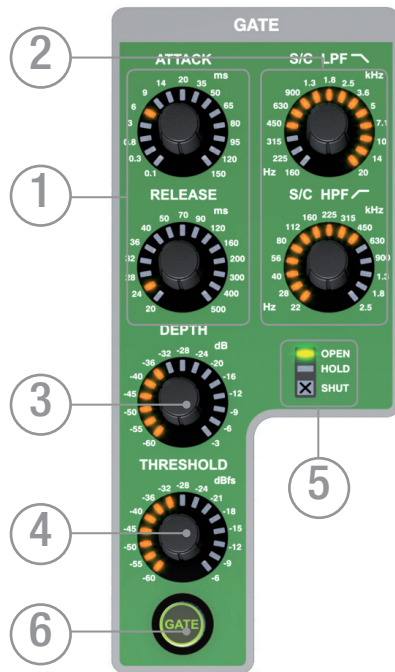 GATE
2
ATTACK
ms
0.1 0.3 0.8 3 6 9 14 20 35 50 65 80 95 120 150
S/C LPF
kHz
160 225 315 450 630 900 1.3 1.8 2.5 3.6 5 7.1 10 14 20
Hz
1
RELEASE
ms
20 24 28 32 36 40 50 70 90 120 160 200 300 400 500
S/C HPF
kHz
22 28 40 56 80 112 160 225 315 450 630 900 1.3 1.8 2.5
Hz
3
DEPTH
dB
-60 -55 -50 -45 -40 -36 -32 -28 -24 -20 -16 -12 -9 -6 -3
OPEN
HOLD
SHUT
5
4
THRESHOLD
dBfs
-60 -55 -50 -45 -40 -36 -32 -28 -24 -21 -18 -15 -12 -9 -6
6
GATE